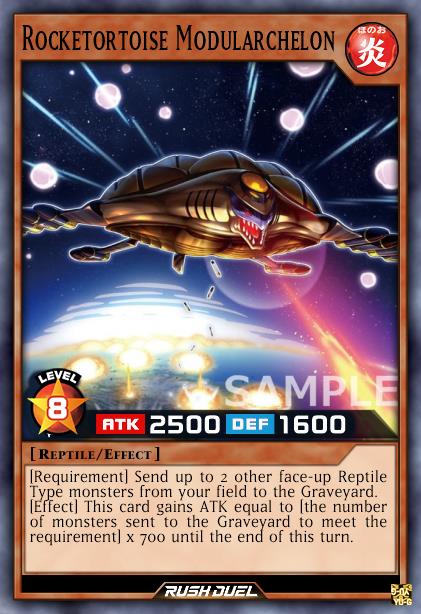 Rocketortoise Modularchelon
ほのお
炎
SAMPLE
LEVEL
8
ATK 2500 DEF 1600
[Reptile/Effect]
[Requirement] Send up to 2 other face-up Reptile
Type monsters from your field to the Graveyard.
[Effect] This card gains ATK equal to [the number
of monsters sent to the Graveyard to meet the
requirement] x 700 until the end of this turn.
RUSH DUEL